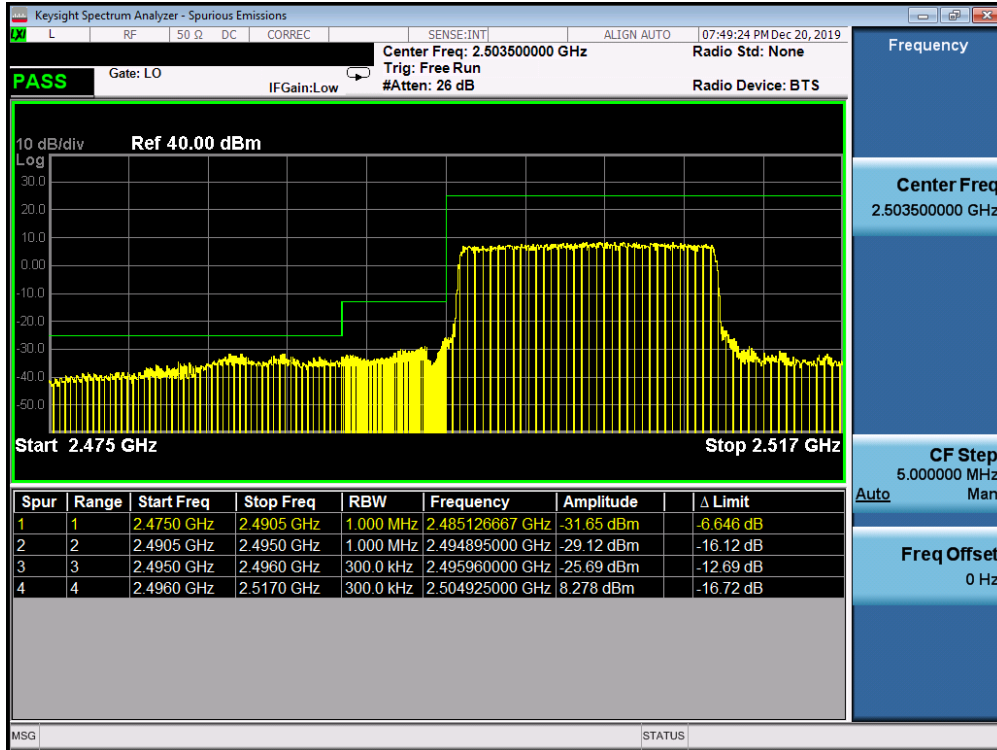 Keysight Spectrum Analyzer - Spurious Emissions
LXI L RF 50 Ω DC CORREC SENSE:INT ALIGN AUTO 07:49:24 PM Dec 20, 2019
Center Freq: 2.503500000 GHz Radio Std: None
Trig: Free Run
PASS Gate: LO IFGain:Low #Atten: 26 dB Radio Device: BTS
Frequency
10 dB/div Ref 40.00 dBm
Log
30.0
20.0
10.0
0.00
-10.0
-20.0
-30.0
-40.0
-50.0
Start 2.475 GHz Stop 2.517 GHz
Center Freq
2.503500000 GHz
CF Step
5.000000 MHz
Auto Man
Freq Offset
0 Hz
Spur Range Start Freq Stop Freq RBW Frequency Amplitude Δ Limit
1 1 2.4750 GHz 2.4905 GHz 1.000 MHz 2.485126667 GHz -31.65 dBm -6.646 dB
2 2 2.4905 GHz 2.4950 GHz 1.000 MHz 2.494895000 GHz -29.12 dBm -16.12 dB
3 3 2.4950 GHz 2.4960 GHz 300.0 kHz 2.495960000 GHz -25.69 dBm -12.69 dB
4 4 2.4960 GHz 2.5170 GHz 300.0 kHz 2.504925000 GHz 8.278 dBm -16.72 dB
MSG STATUS